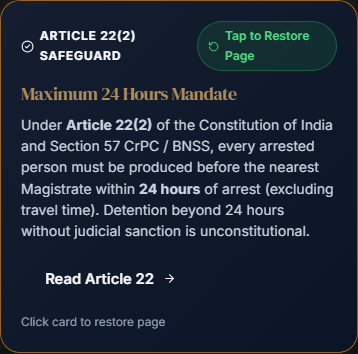 ARTICLE 22(2)
SAFEGUARD
Tap to Restore
Page
Maximum 24 Hours Mandate
Under Article 22(2) of the Constitution of India
and Section 57 CrPC / BNSS, every arrested
person must be produced before the nearest
Magistrate within 24 hours of arrest (excluding
travel time). Detention beyond 24 hours
without judicial sanction is unconstitutional.
Read Article 22 →
Click card to restore page